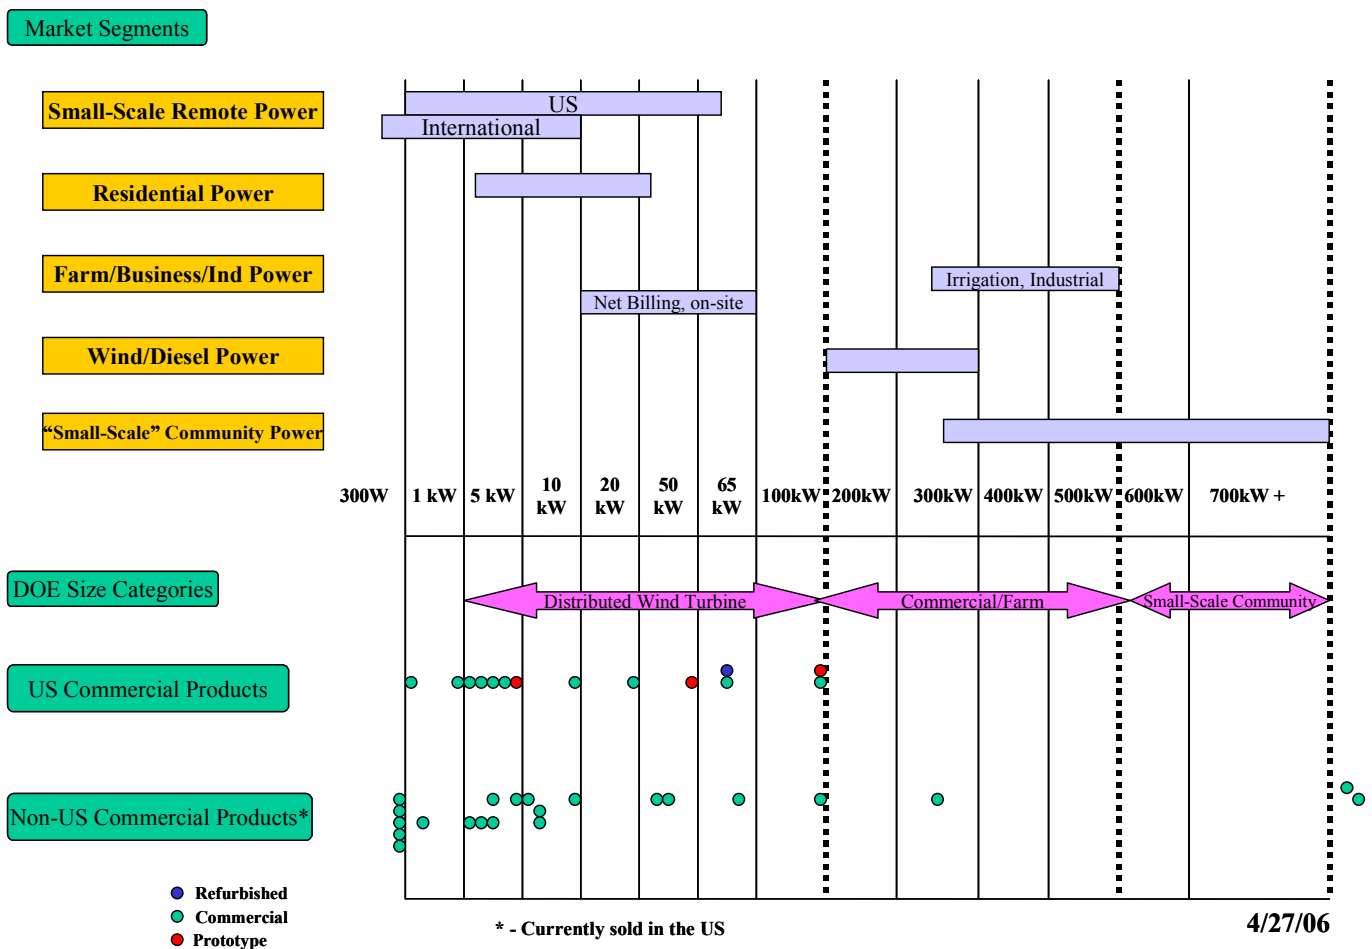 Market Segments
Small-Scale Remote Power
US
International
Residential Power
Farm/Business/Ind Power
Irrigation, Industrial
Net Billing, on-site
Wind/Diesel Power
“Small-Scale” Community Power
300W 1 kW 5 kW 10 kW 20 kW 50 kW 65 kW 100kW 200kW 300kW 400kW 500kW 600kW 700kW +
DOE Size Categories
Distributed Wind Turbine
Commercial/Farm
Small-Scale Community
US Commercial Products
Non-US Commercial Products*
Refurbished
Commercial
Prototype
* - Currently sold in the US
4/27/06